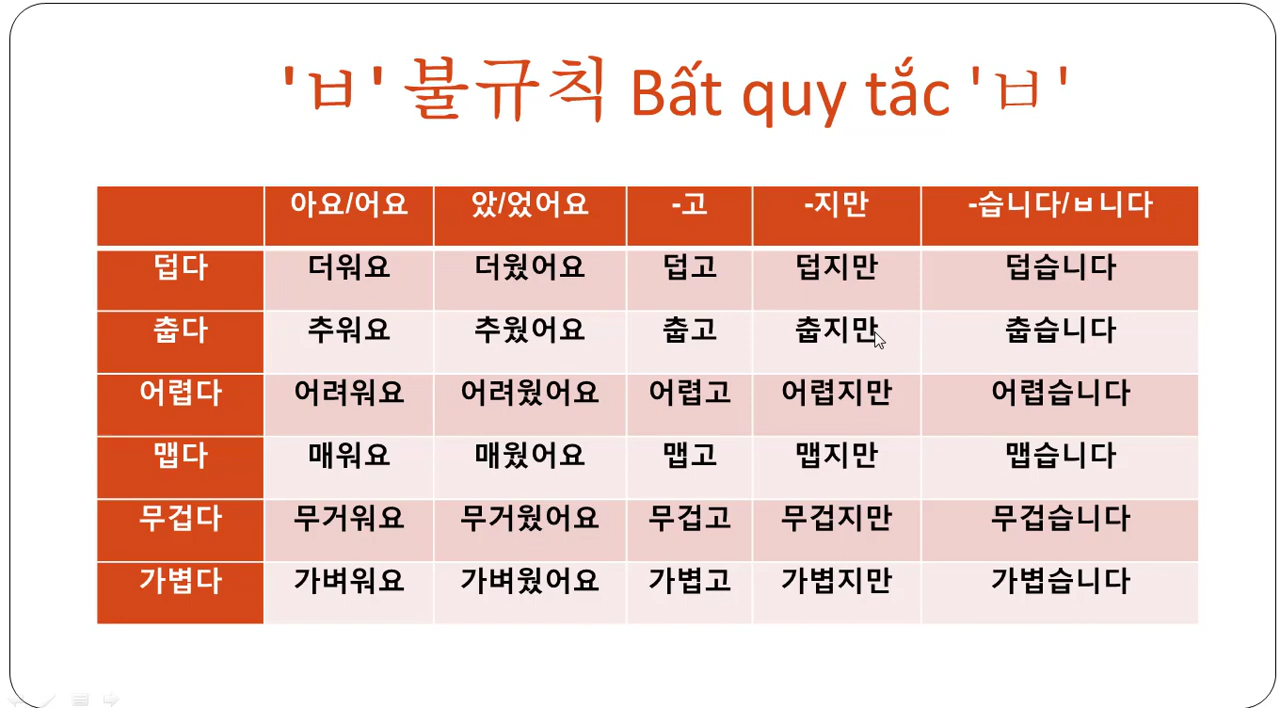 'ㅂ' 불규칙 Bất quy tắc 'ㅂ'
아요/어요 았/었어요 -고 -지만 -습니다/ㅂ니다
덥다 더워요 더웠어요 덥고 덥지만 덥습니다
춥다 추워요 추웠어요 춥고 춥지만 춥습니다
어렵다 어려워요 어려웠어요 어렵고 어렵지만 어렵습니다
맵다 매워요 매웠어요 맵고 맵지만 맵습니다
무겁다 무거워요 무거웠어요 무겁고 무겁지만 무겁습니다
가볍다 가벼워요 가벼웠어요 가볍고 가볍지만 가볍습니다